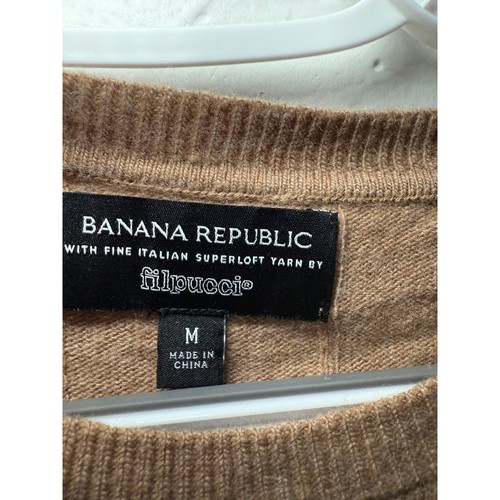 BANANA REPUBLIC
WITH FINE ITALIAN SUPERLOFT YARN BY
filpucci®
M
MADE IN
CHINA